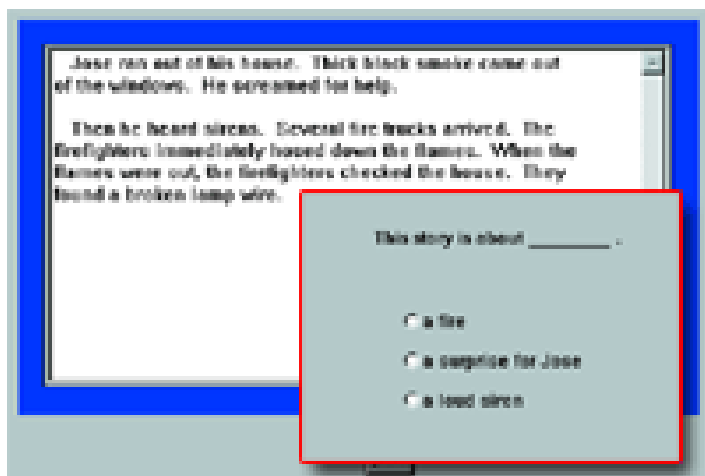 Jose ran out of his house. Thick black smoke came out
of the windows. He screamed for help.
Then he heard sirens. Several fire trucks arrived. The
firefighters immediately hosed down the flames. When the
flames were out, the firefighters checked the house. They
found a broken lamp wire.
This story is about ________ .
a fire
a surprise for Jose
a loud siren